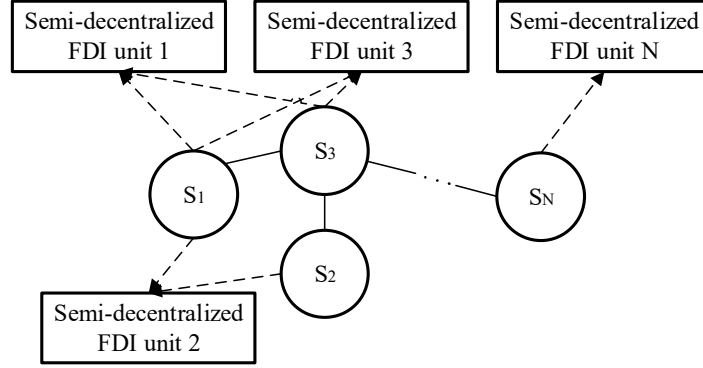 Semi-decentralized
FDI unit 1
Semi-decentralized
FDI unit 3
Semi-decentralized
FDI unit N
S3
S1
SN
S2
Semi-decentralized
FDI unit 2